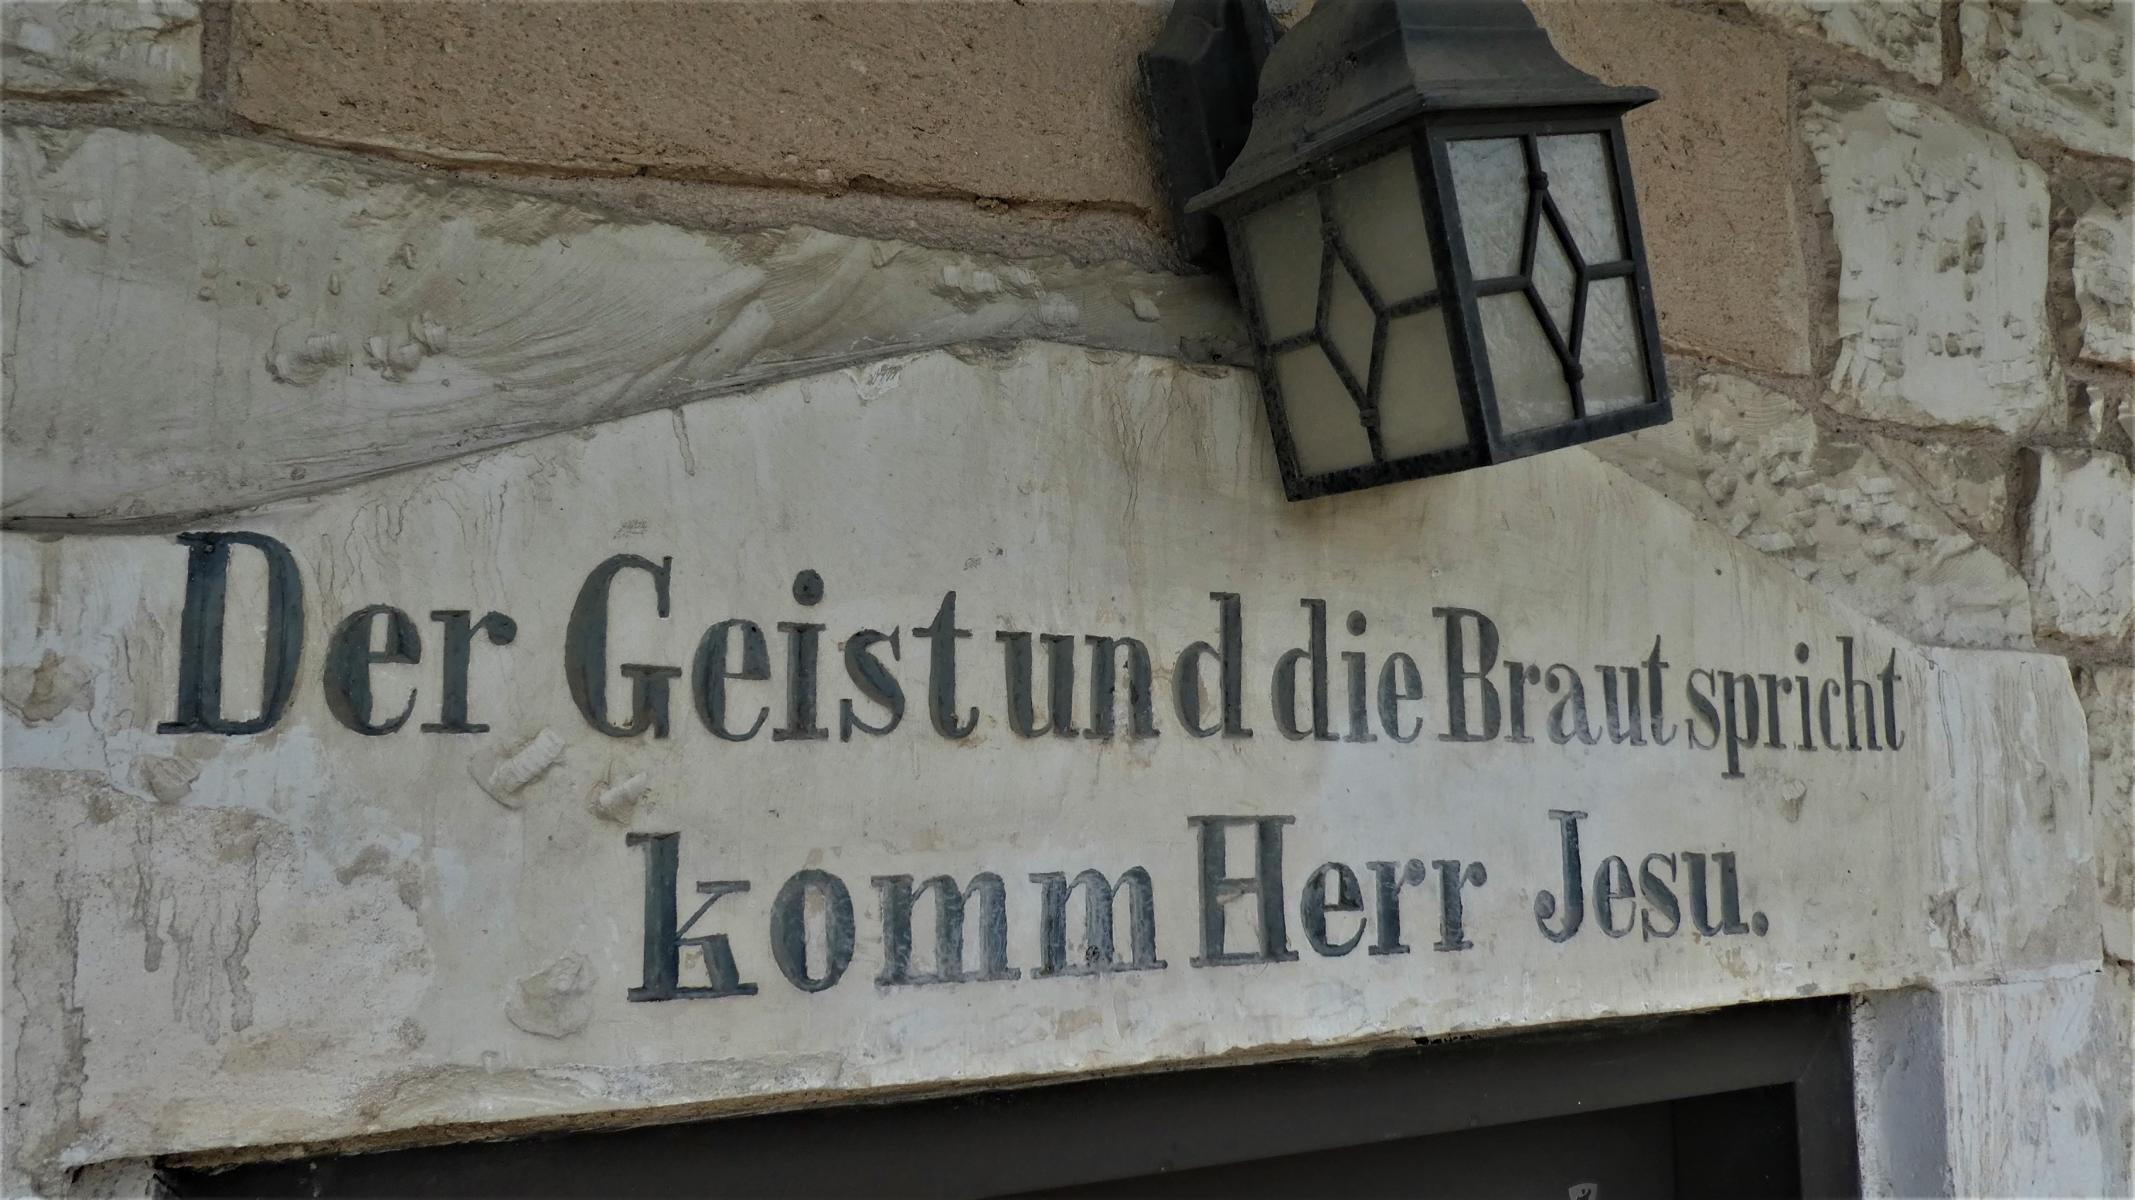 Der Geist und die Braut spricht
komm Herr Jesu.